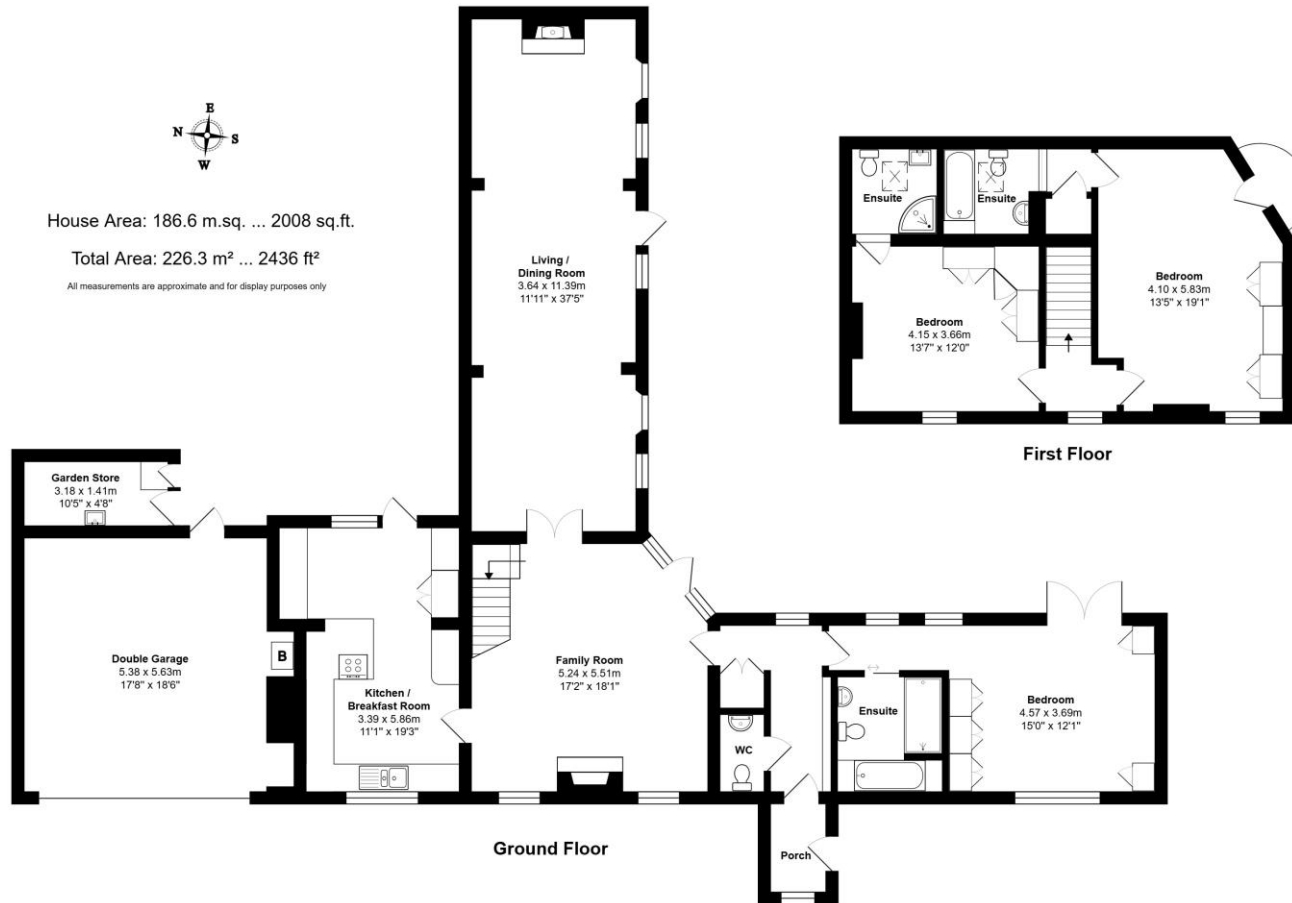 E
N
S
W
House Area: 186.6 m.sq. ... 2008 sq.ft.
Total Area: 226.3 m² ... 2436 ft²
All measurements are approximate and for display purposes only
Living /
Dining Room
3.64 x 11.39m
11'11" x 37'5"
Garden Store
3.18 x 1.41m
10'5" x 4'8"
Double Garage
5.38 x 5.63m
17'8" x 18'6"
B
Kitchen /
Breakfast Room
3.39 x 5.86m
11'1" x 19'3"
Family Room
5.24 x 5.51m
17'2" x 18'1"
WC
Ensuite
Bedroom
4.57 x 3.69m
15'0" x 12'1"
Porch
Ground Floor
Ensuite
Ensuite
Bedroom
4.15 x 3.66m
13'7" x 12'0"
Bedroom
4.10 x 5.83m
13'5" x 19'1"
First Floor